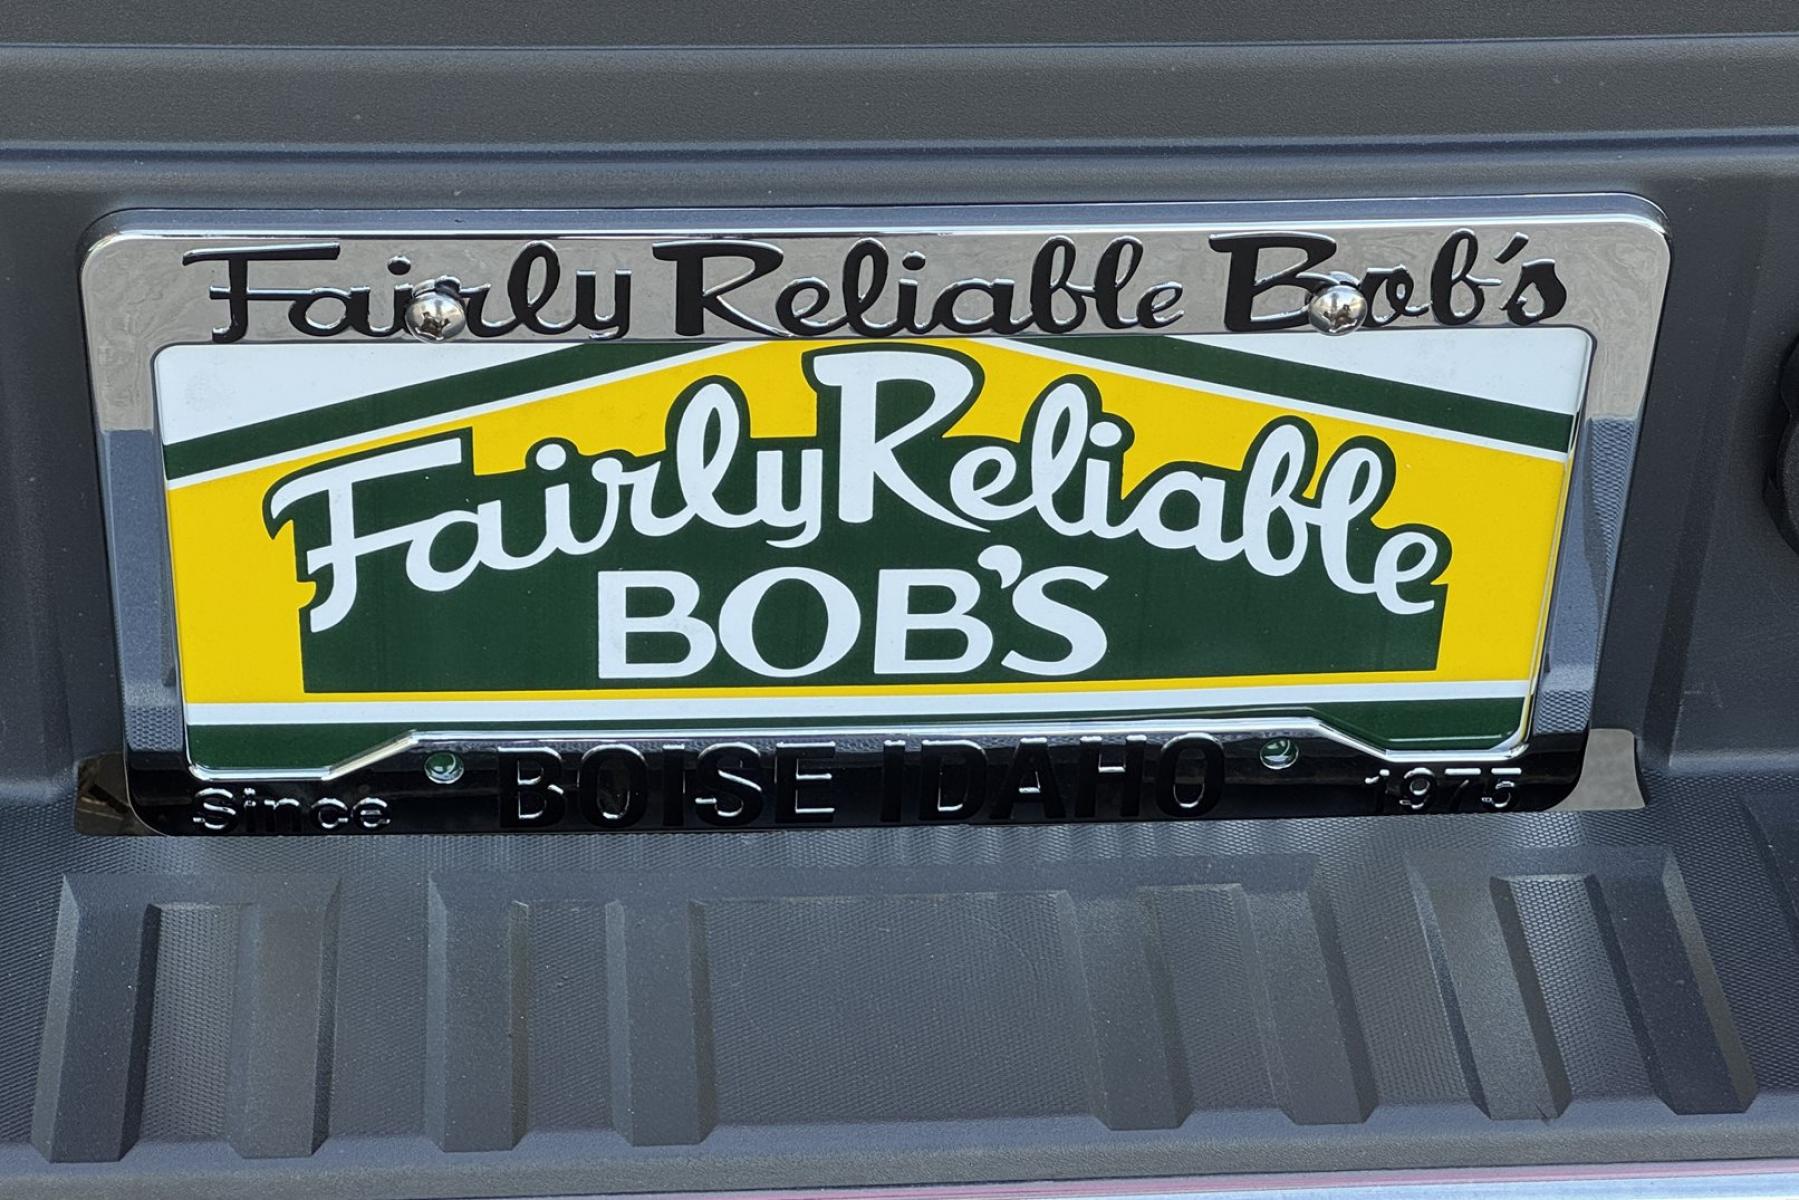 Fairly Reliable Bob's
Fairly Reliable
BOB'S
Since BOISE IDAHO 1975